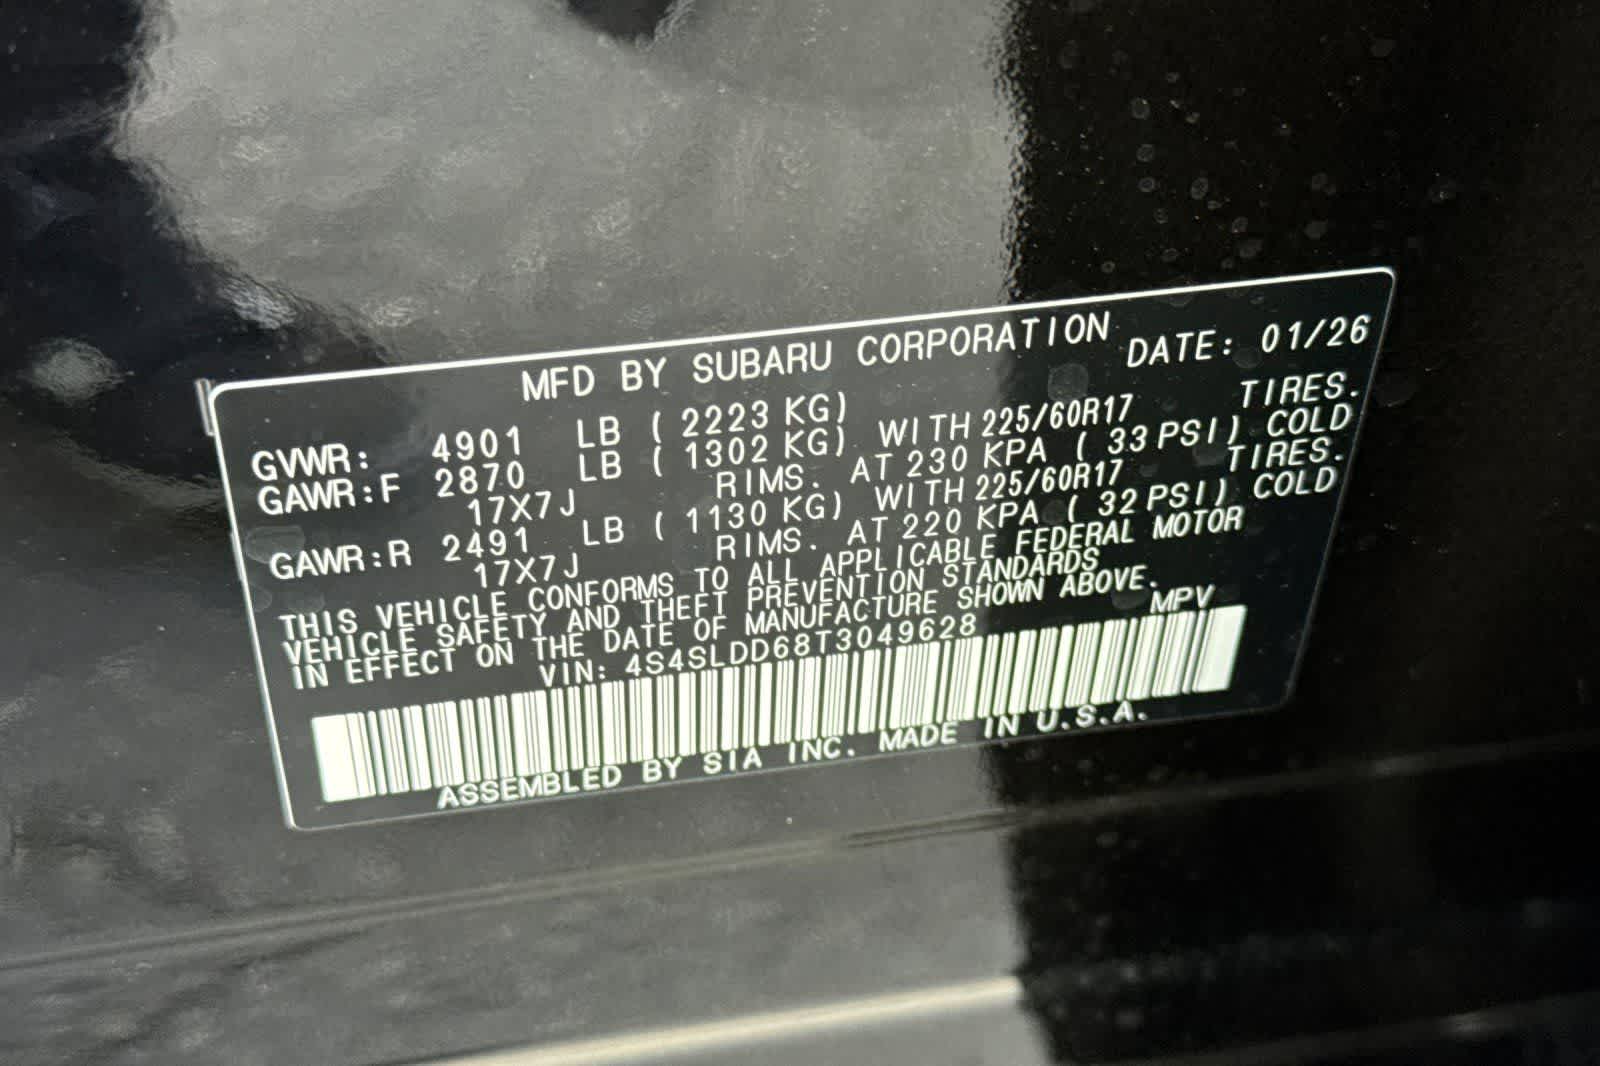 MFD BY SUBARU CORPORATION DATE: 01/26
GVWR: 4901 LB ( 2223 KG)
GAWR:F 2870 LB ( 1302 KG) WITH 225/60R17 TIRES.
17X7J RIMS. AT 230 KPA ( 33 PSI) COLD
GAWR:R 2491 LB ( 1130 KG) WITH 225/60R17 TIRES.
17X7J RIMS. AT 220 KPA ( 32 PSI) COLD
THIS VEHICLE CONFORMS TO ALL APPLICABLE FEDERAL MOTOR
VEHICLE SAFETY AND THEFT PREVENTION STANDARDS
IN EFFECT ON THE DATE OF MANUFACTURE SHOWN ABOVE.
VIN: 4S4SLDD68T3049628 MPV
ASSEMBLED BY SIA INC. MADE IN U.S.A.